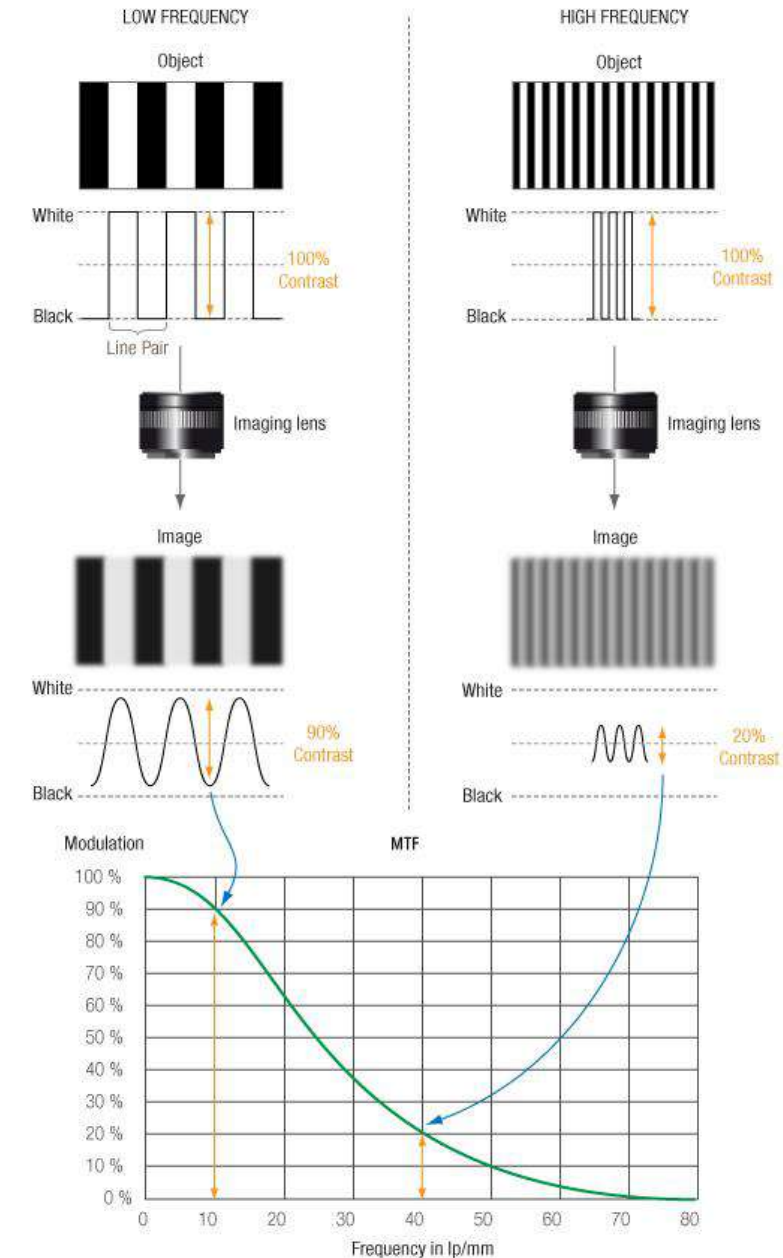 LOW FREQUENCY
HIGH FREQUENCY
Object
Object
White
100%
Contrast
Black
Line Pair
White
100%
Contrast
Black
Imaging lens
Imaging lens
Image
Image
White
90%
Contrast
Black
White
20%
Contrast
Black
Modulation
MTF
100 %
90 %
80 %
70 %
60 %
50 %
40 %
30 %
20 %
10 %
0 %
0 10 20 30 40 50 60 70 80
Frequency in lp/mm